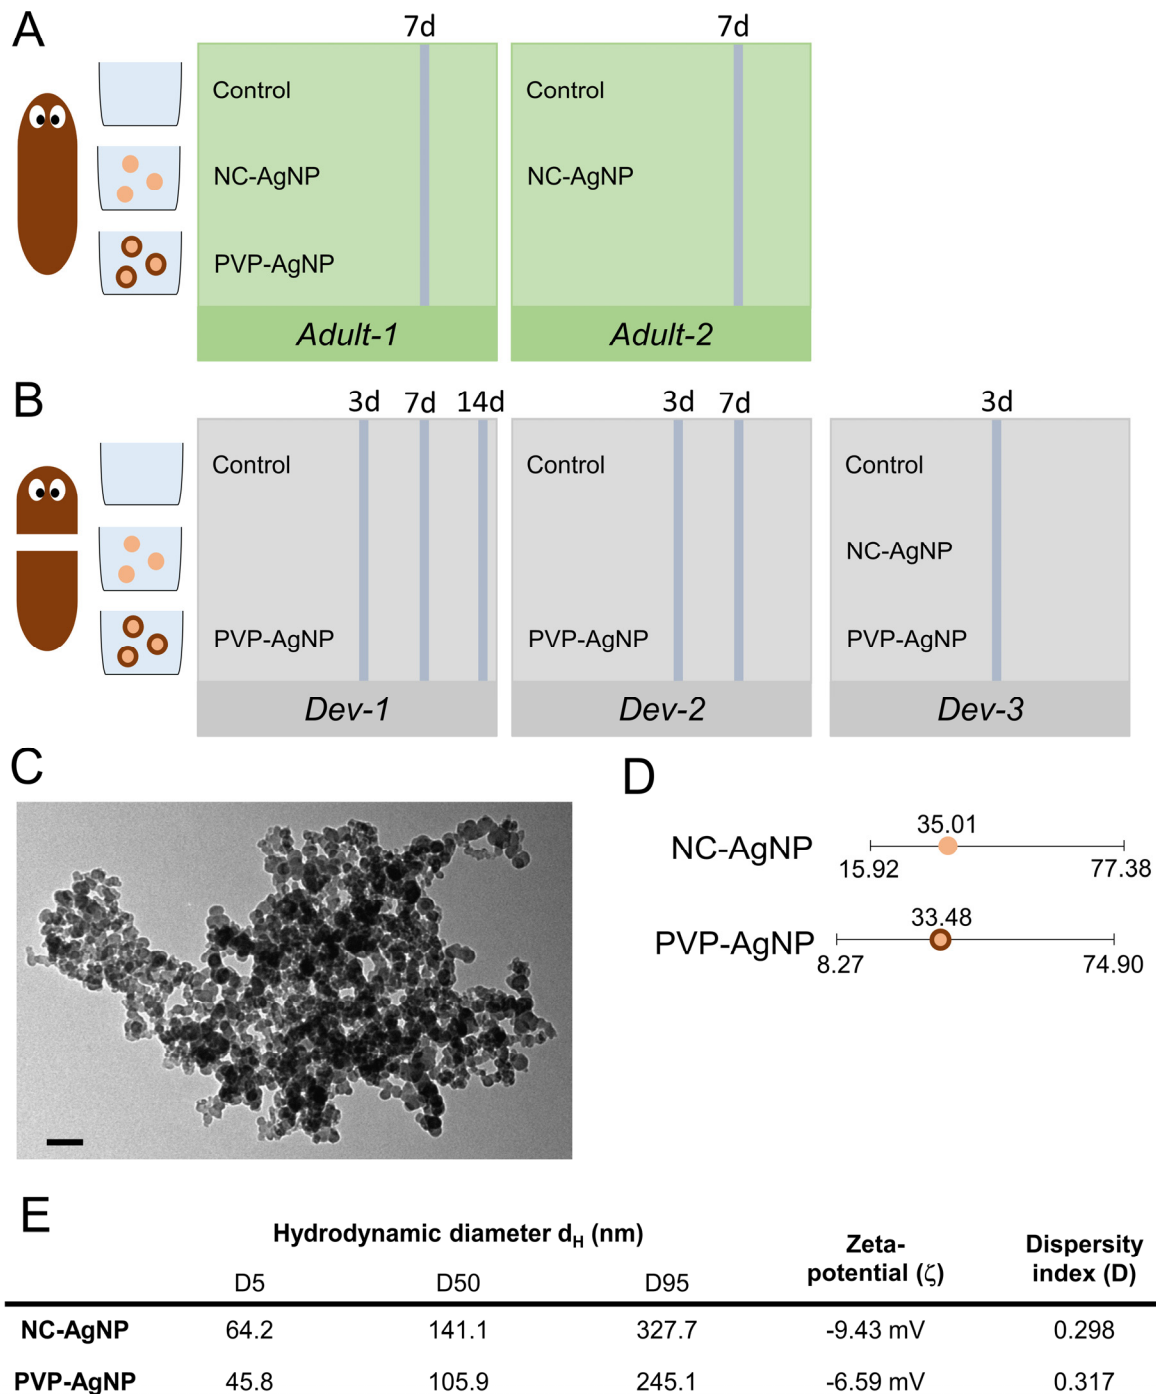 A
7d
7d
Control
Control
NC-AgNP
NC-AgNP
PVP-AgNP
Adult-1
Adult-2
B
3d 7d 14d
3d 7d
3d
Control
Control
Control
NC-AgNP
PVP-AgNP
PVP-AgNP
PVP-AgNP
Dev-1
Dev-2
Dev-3
C
D
NC-AgNP
35.01
15.92
77.38
PVP-AgNP
33.48
8.27
74.90
E
Hydrodynamic diameter dH (nm)
Zeta-
potential (ζ)
Dispersity
index (D)
D5 D50 D95
NC-AgNP 64.2 141.1 327.7 -9.43 mV 0.298
PVP-AgNP 45.8 105.9 245.1 -6.59 mV 0.317